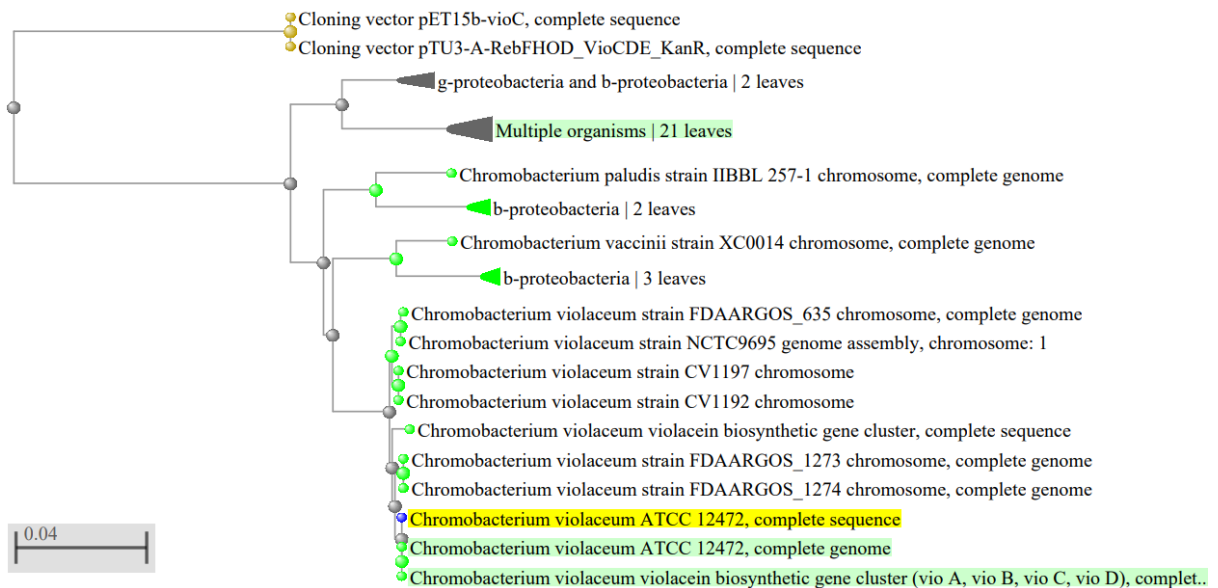 Cloning vector pET15b-vioC, complete sequence
Cloning vector pTU3-A-RebFHOD_VioCDE_KanR, complete sequence
g-proteobacteria and b-proteobacteria | 2 leaves
Multiple organisms | 21 leaves
Chromobacterium paludis strain IIBBL 257-1 chromosome, complete genome
b-proteobacteria | 2 leaves
Chromobacterium vaccinii strain XC0014 chromosome, complete genome
b-proteobacteria | 3 leaves
Chromobacterium violaceum strain FDAARGOS_635 chromosome, complete genome
Chromobacterium violaceum strain NCTC9695 genome assembly, chromosome: 1
Chromobacterium violaceum strain CV1197 chromosome
Chromobacterium violaceum strain CV1192 chromosome
Chromobacterium violaceum violacein biosynthetic gene cluster, complete sequence
Chromobacterium violaceum strain FDAARGOS_1273 chromosome, complete genome
Chromobacterium violaceum strain FDAARGOS_1274 chromosome, complete genome
Chromobacterium violaceum ATCC 12472, complete sequence
Chromobacterium violaceum ATCC 12472, complete genome
Chromobacterium violaceum violacein biosynthetic gene cluster (vio A, vio B, vio C, vio D), complet...
0.04